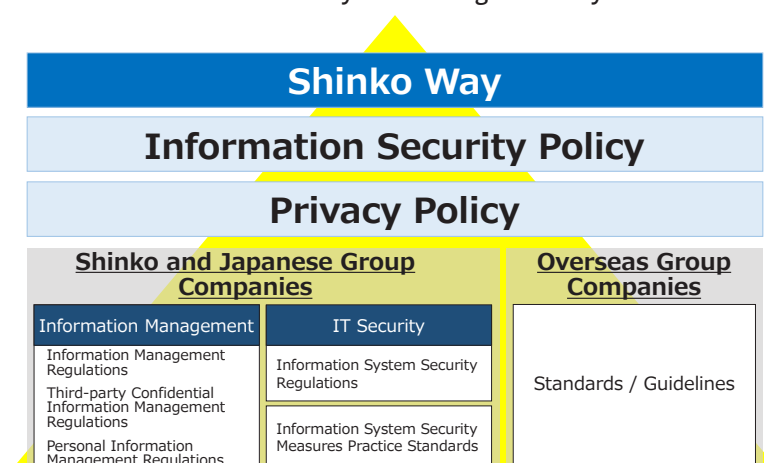 Shinko Way
Information Security Policy
Privacy Policy
Shinko and Japanese Group
Companies
Information Management
Information Management
Regulations
Third-party Confidential
Information Management
Regulations
Personal Information
Management Regulations
IT Security
Information System Security
Regulations
Information System Security
Measures Practice Standards
Overseas Group
Companies
Standards / Guidelines